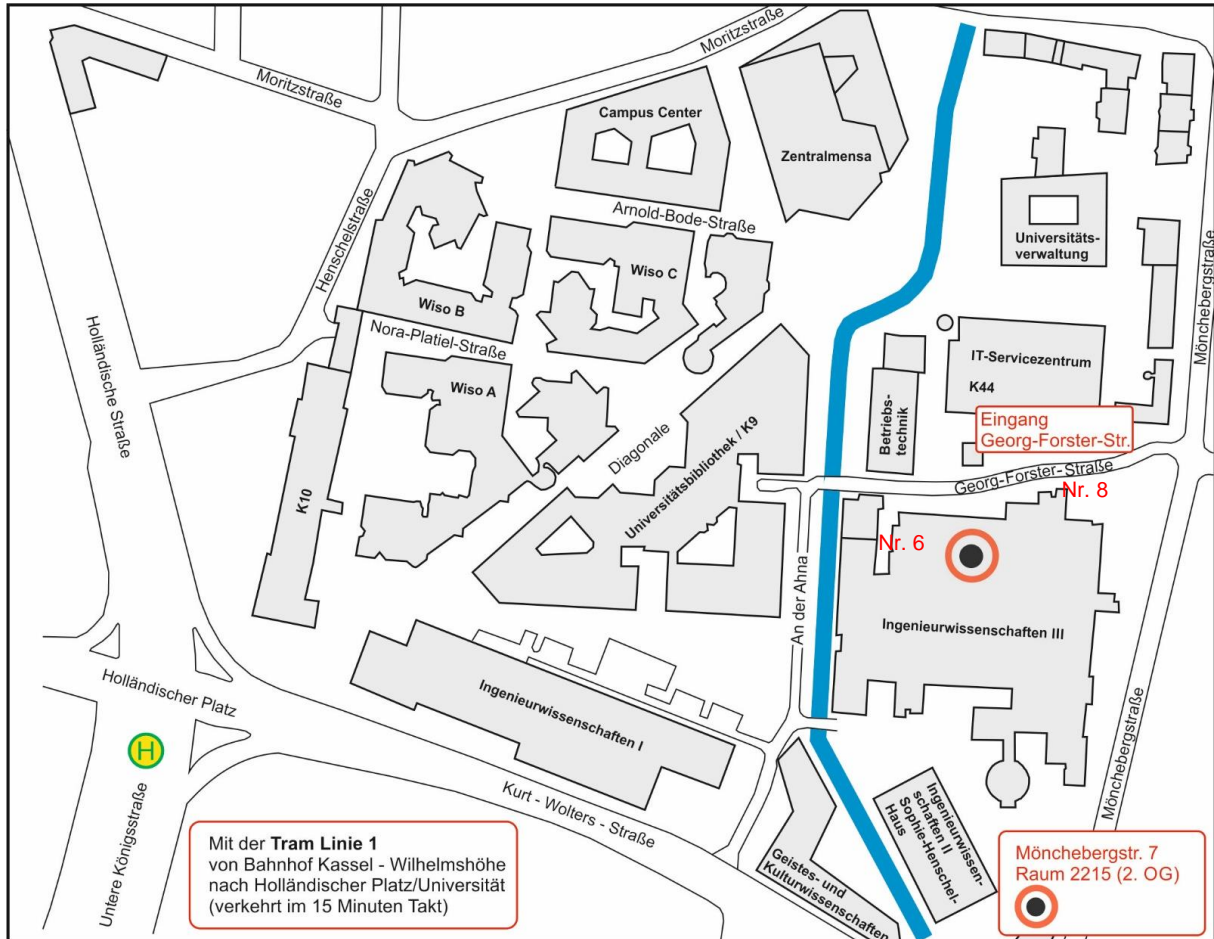 Moritzstraße
Moritzstraße
Campus Center
Zentralmensa
Arnold-Bode-Straße
Universitäts-
verwaltung
Henschelstraße
Wiso C
Wiso B
Nora-Platiel-Straße
Holländische Straße
Mönchebergstraße
IT-Servicezentrum
K44
Wiso A
Betriebs-
technik
Eingang
Georg-Forster-Str.
Diagonale
Universitätsbibliothek / K9
Georg-Forster-Straße
K10
Nr. 8
Nr. 6
An der Ahna
Ingenieurwissenschaften III
Holländischer Platz
Ingenieurwissenschaften I
H
Kurt - Wolters - Straße
Mönchebergstraße
Untere Königsstraße
Ingenieurwissen-
schaften II
Sophie-Henschel-
Haus
Geistes- und
Kulturwissenschaften
Mit der Tram Linie 1
von Bahnhof Kassel - Wilhelmshöhe
nach Holländischer Platz/Universität
(verkehrt im 15 Minuten Takt)
Mönchebergstr. 7
Raum 2215 (2. OG)